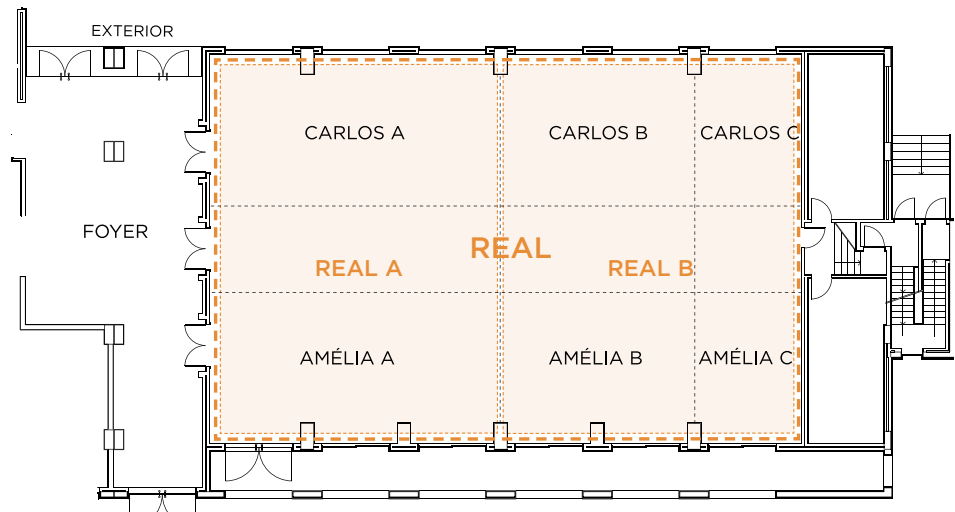 EXTERIOR
CARLOS A
CARLOS B
CARLOS C
FOYER
REAL
REAL A
REAL B
AMÉLIA A
AMÉLIA B
AMÉLIA C